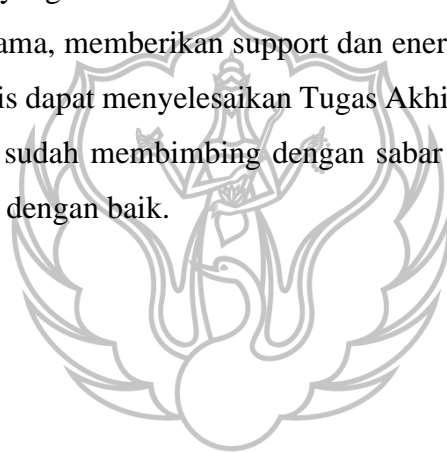 ama, memberikan support dan ener
is dapat menyelesaikan Tugas Akhi
sudah membimbing dengan sabar
dengan baik.